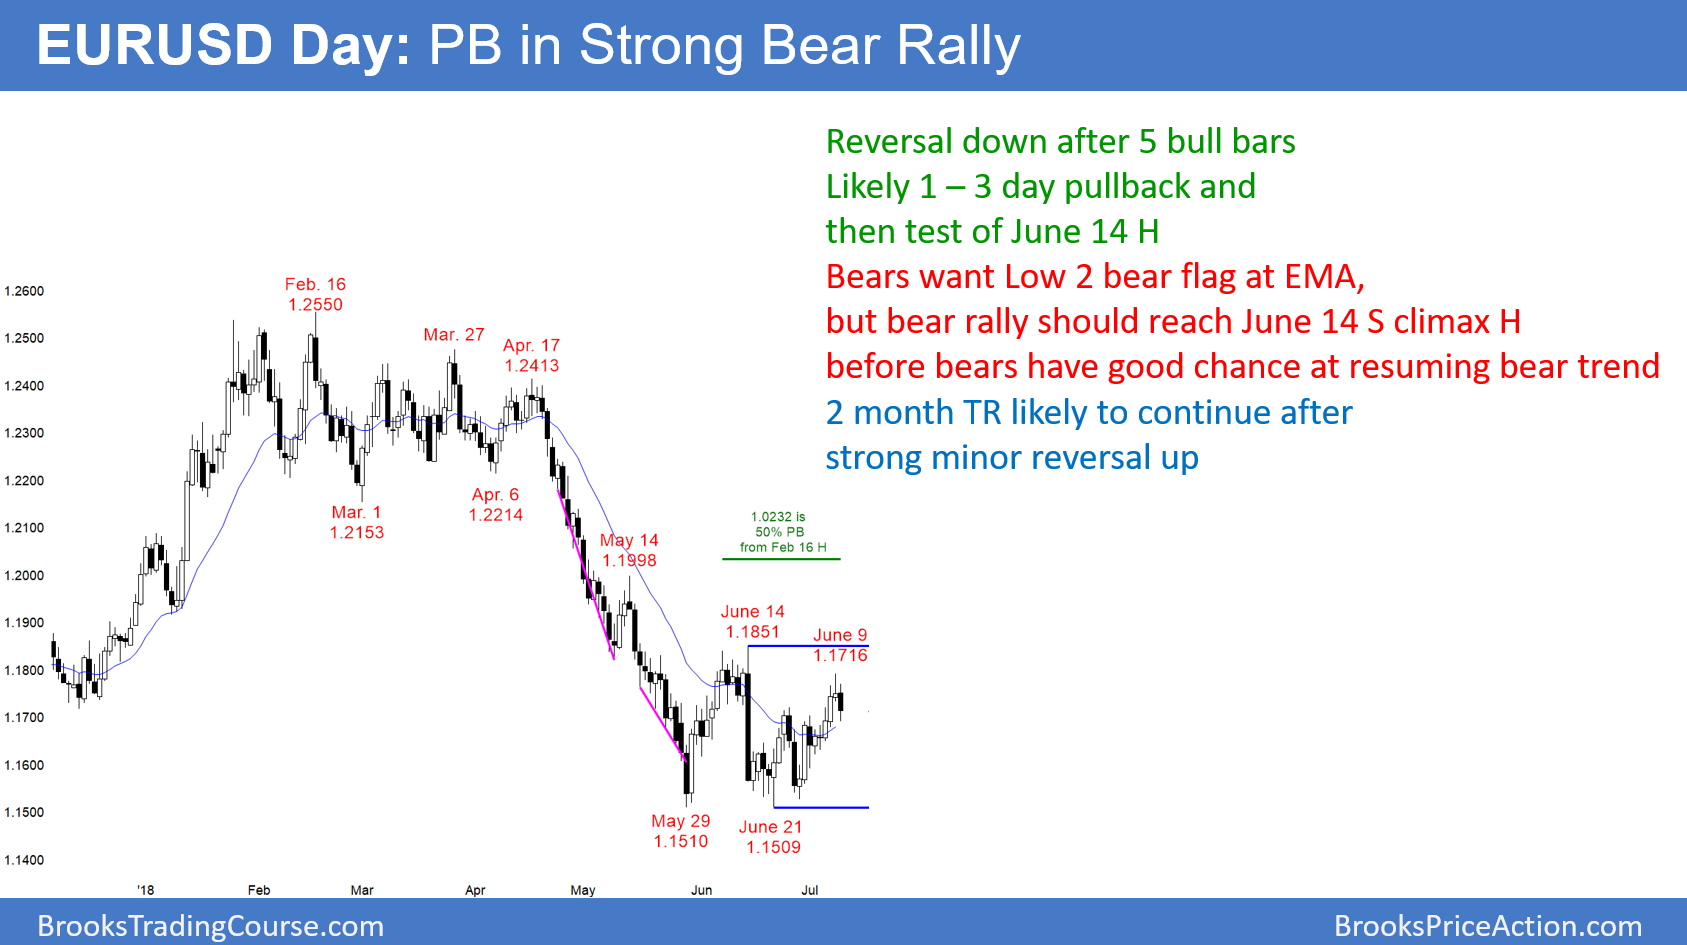 EURUSD Day: PB in Strong Bear Rally
Reversal down after 5 bull bars
Likely 1 – 3 day pullback and
then test of June 14 H
Bears want Low 2 bear flag at EMA,
but bear rally should reach June 14 S climax H
before bears have good chance at resuming bear trend
2 month TR likely to continue after
strong minor reversal up
1.2600
1.2500
1.2400
1.2300
1.2200
1.2100
1.2000
1.1900
1.1800
1.1700
1.1600
1.1500
1.1400
Feb. 16
1.2550
Mar. 1
1.2153
Mar. 27
Apr. 6
1.2214
Apr. 17
1.2413
May 14
1.1998
May 29
1.1510
1.0232 is
50% PB
from Feb 16 H
June 14
1.1851
June 9
1.1716
June 21
1.1509
'18
Feb
Mar
Apr
May
Jun
Jul
BrooksTradingCourse.com
BrooksPriceAction.com